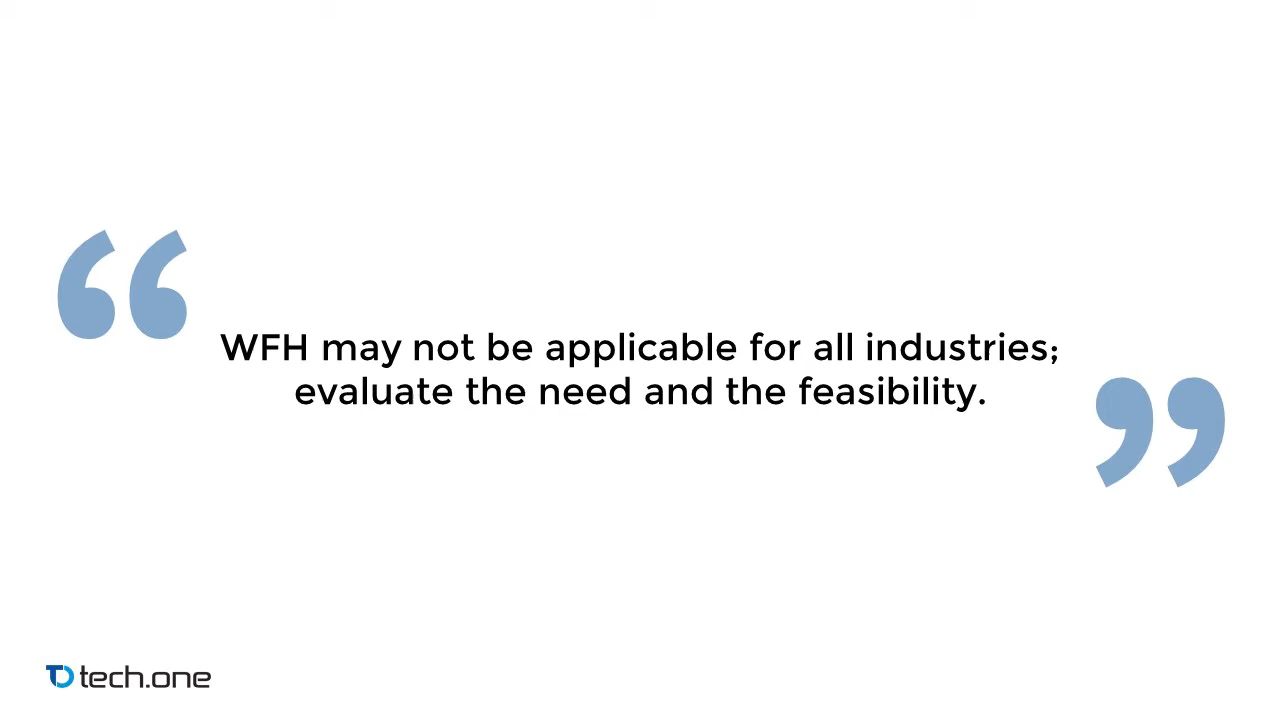 “
WFH may not be applicable for all industries;
evaluate the need and the feasibility.
”
tech.one